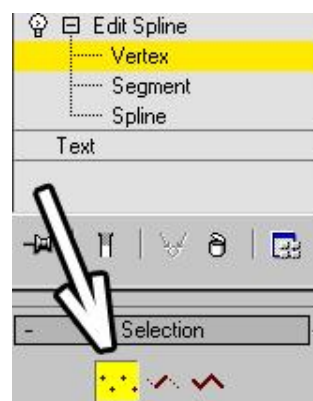 Edit Spline
Vertex
Segment
Spline
Text
- Selection